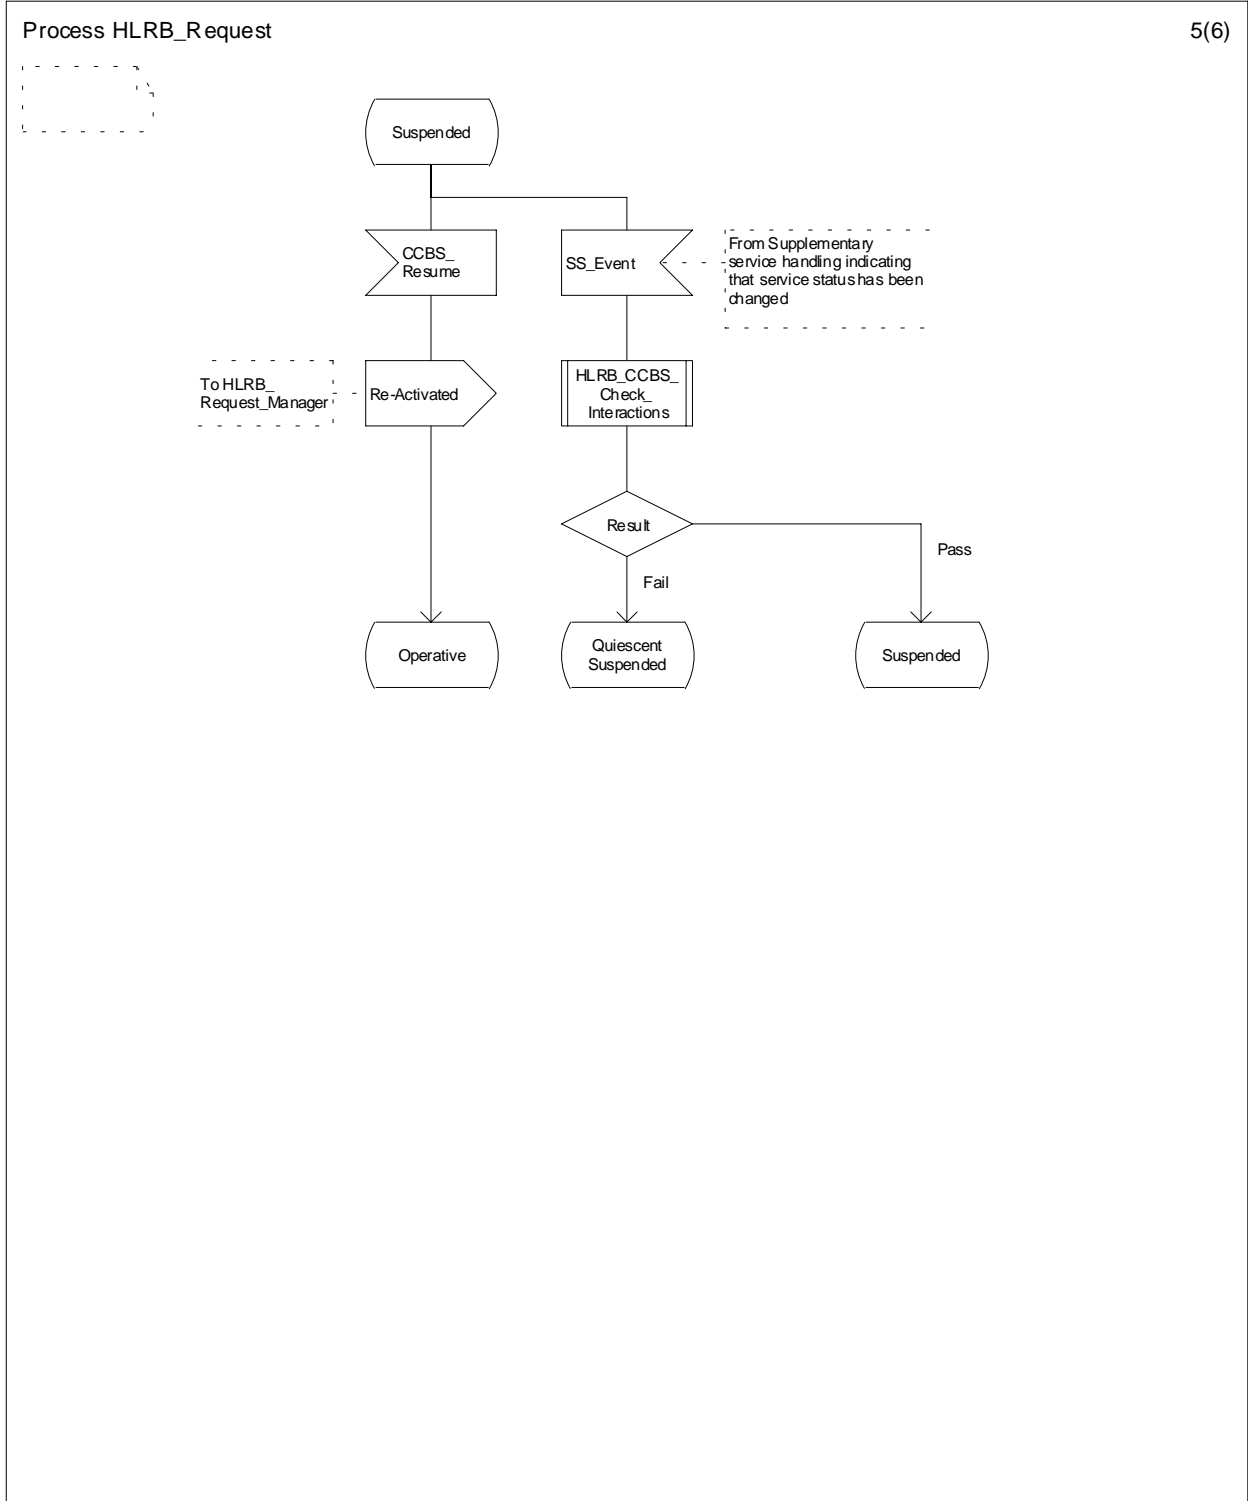 Process HLRB_Request
5(6)
Suspended
CCBS_
Resume
SS_Event
From Supplementary
service handling indicating
that service status has been
changed
To HLRB_
Request_Manager
Re-Activated
HLRB_CCBS_
Check_
Interactions
Result
Pass
Fail
Operative
Quiescent
Suspended
Suspended